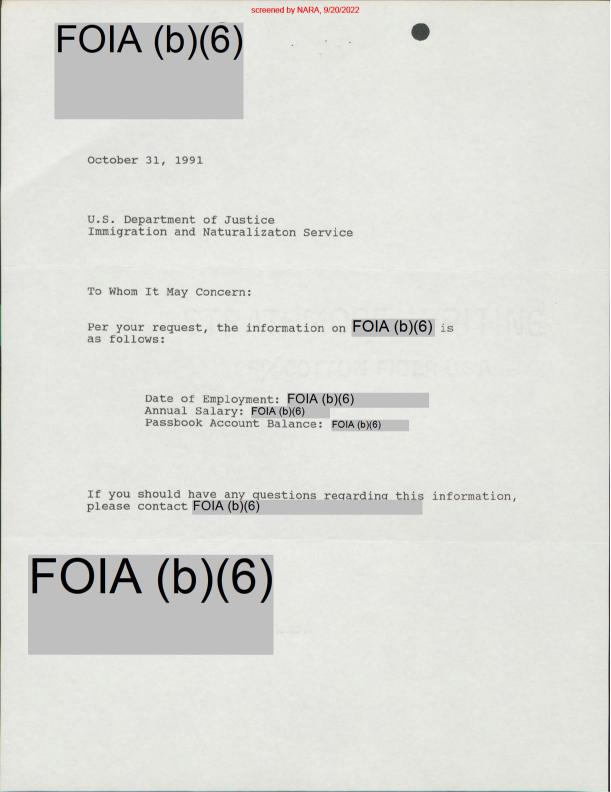 screened by NARA, 9/20/2022
FOIA (b)(6)
October 31, 1991
U.S. Department of Justice
Immigration and Naturalizaton Service
To Whom It May Concern:
Per your request, the information on FOIA (b)(6) is
as follows:
Date of Employment: FOIA (b)(6)
Annual Salary: FOIA (b)(6)
Passbook Account Balance: FOIA (b)(6)
If you should have any questions regarding this information,
please contact FOIA (b)(6)
FOIA (b)(6)